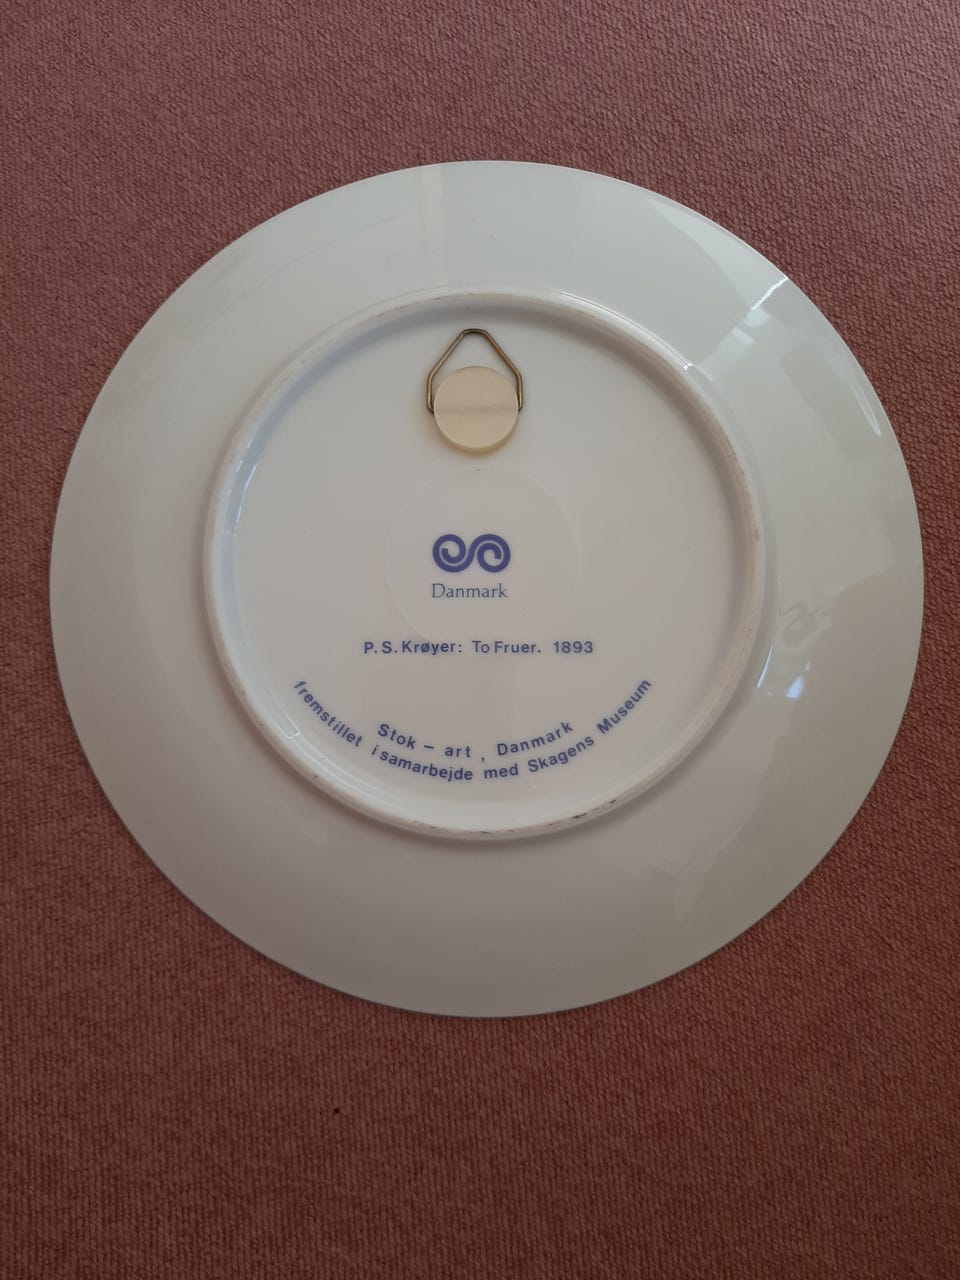 Danmark
P.S.Krøyer: To Fruer. 1893
Stok – art , Danmark
fremstillet i samarbejde med Skagens Museum